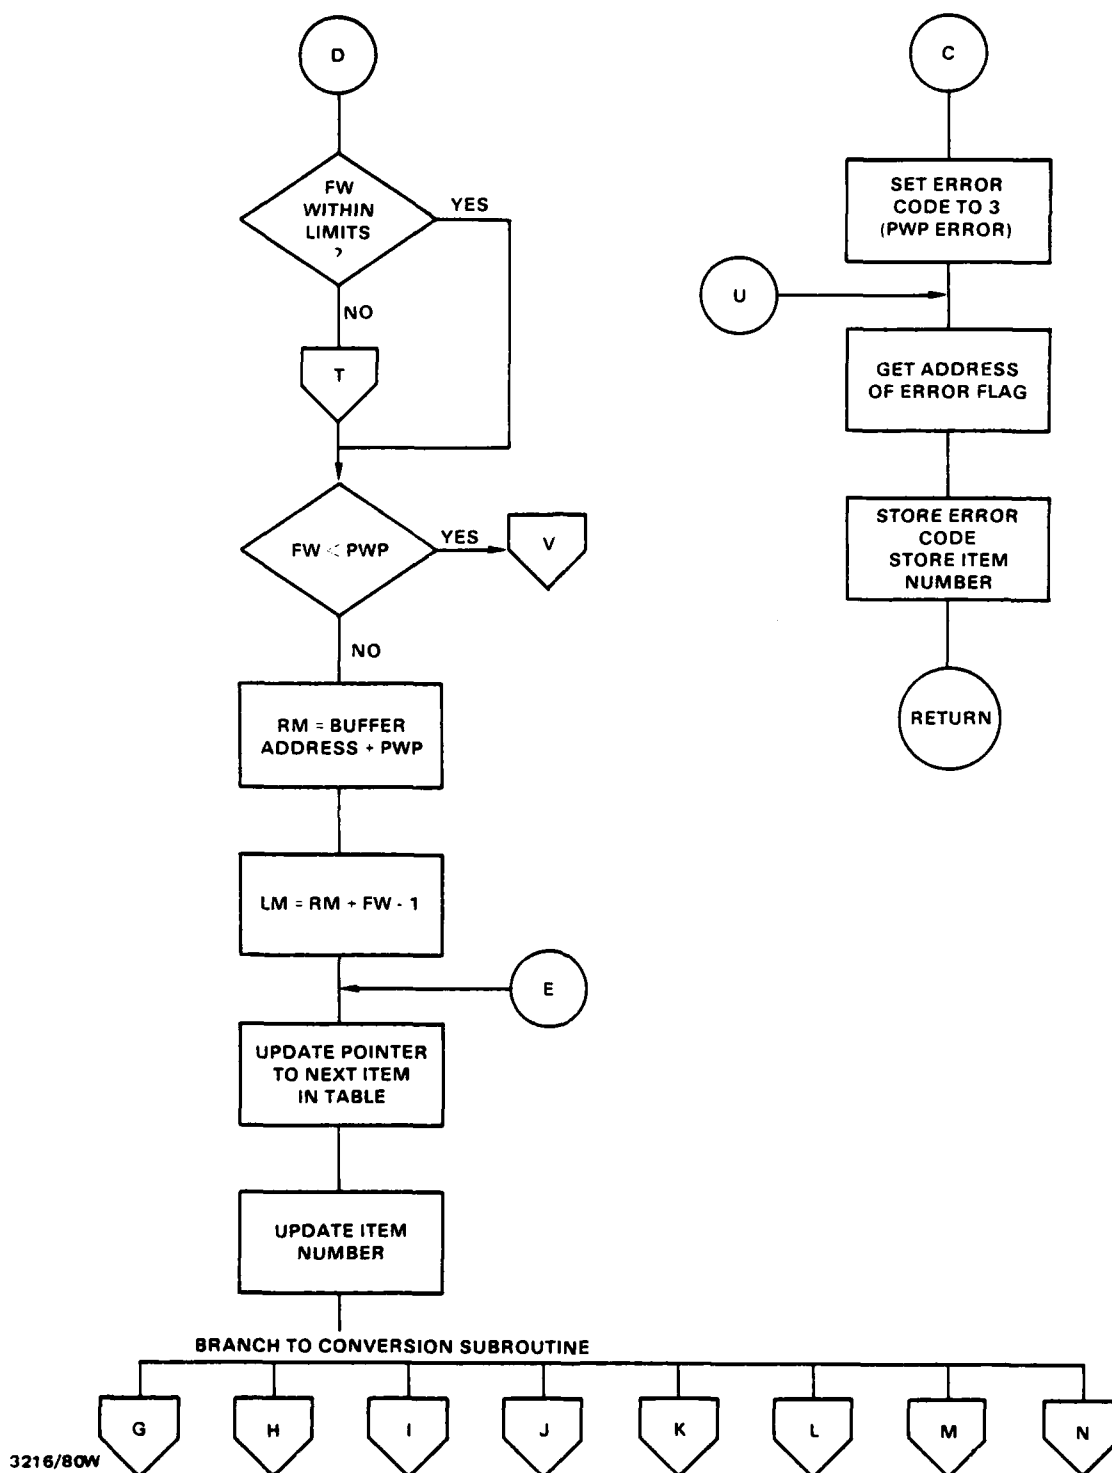 D
FW
WITHIN
LIMITS
?
YES
NO
T
FW < PWP
YES
V
NO
RM = BUFFER
ADDRESS + PWP
LM = RM + FW - 1
E
UPDATE POINTER
TO NEXT ITEM
IN TABLE
UPDATE ITEM
NUMBER
BRANCH TO CONVERSION SUBROUTINE
G H I J K L M N
3216/80W
C
SET ERROR
CODE TO 3
(PWP ERROR)
U
GET ADDRESS
OF ERROR FLAG
STORE ERROR
CODE
STORE ITEM
NUMBER
RETURN